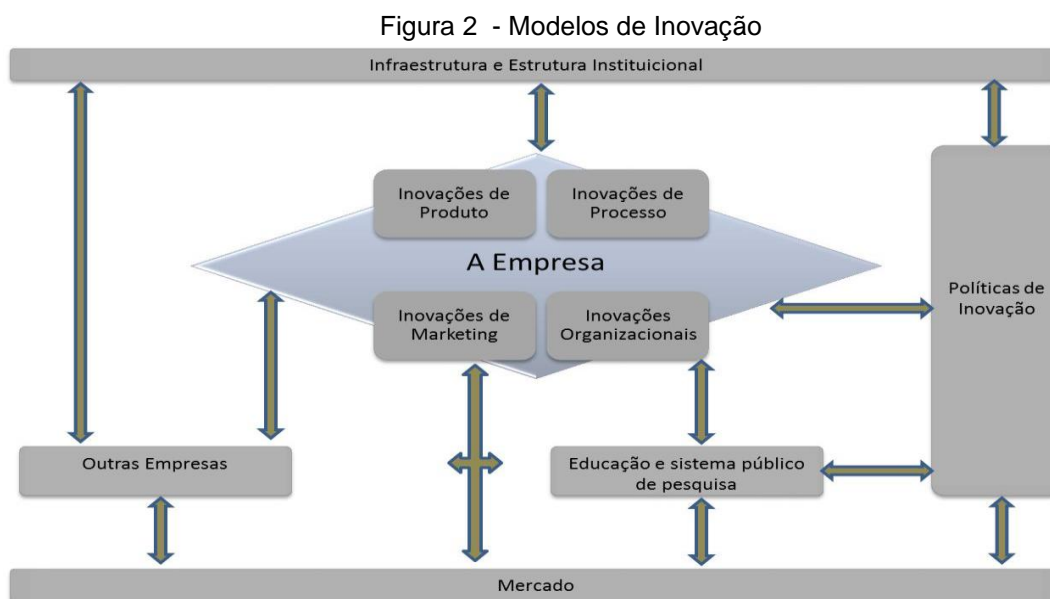 Figura 2 - Modelos de Inovação
Infraestrutura e Estrutura Instituicional
Inovações de
Produto
Inovações de
Processo
A Empresa
Inovações de
Marketing
Inovações
Organizacionais
Políticas de
Inovação
Outras Empresas
Educação e sistema público
de pesquisa
Mercado